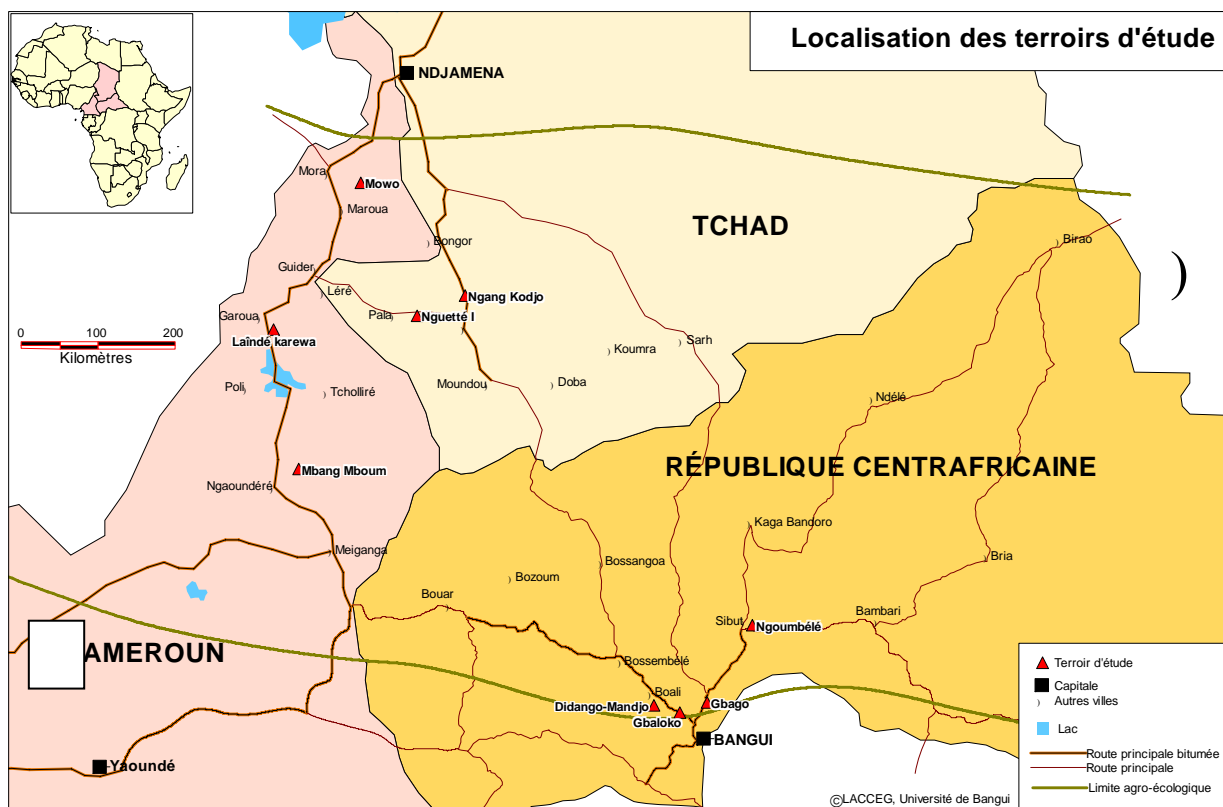 Localisation des terroirs d'étude
NDJAMENA
Mora
Mowo
Maroua
TCHAD
Bongor
Birao
)
Guider
Léré
Ngang Kodjo
Garoua
Pala
Nguetté I
0 100 200
Kilomètres
Laîndé karewa
Koumra
Sarh
Poli
Tcholliré
Moundou
Doba
Ndélé
Mbang Mboum
RÉPUBLIQUE CENTRAFRICAINE
Ngaoundéré
Kaga Bandoro
Meiganga
Bossangoa
Bria
Bozoum
Bouar
Bambari
Sibut
Ngoumbélé
AMEROUN
Bossembélé
Boali
Didango-Mandjo
Gbago
Gbaloko
BANGUI
Yaoundé
Terroir d'étude
Capitale
Autres villes
Lac
Route principale bitumée
Route principale
Limite agro-écologique
©LACCEG, Université de Bangui